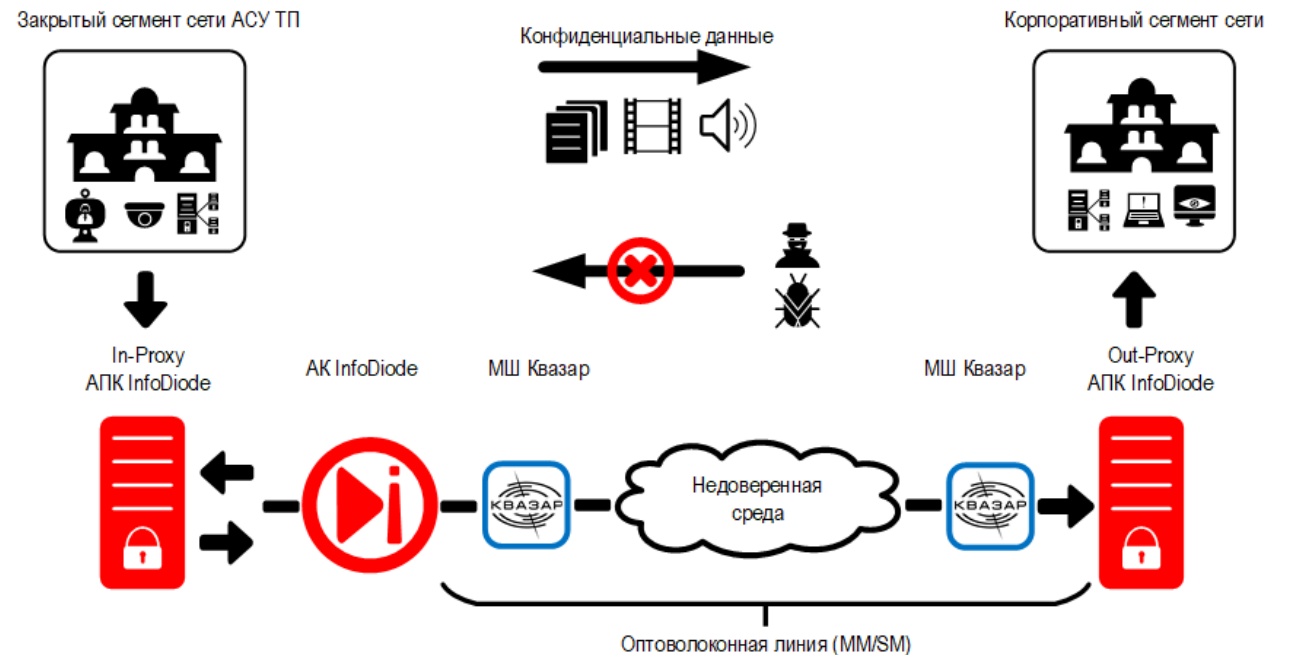 Закрытый сегмент сети АСУ ТП
Конфиденциальные данные
Корпоративный сегмент сети
In-Proxy
АПК InfoDiode
АК InfoDiode
МШ Квазар
МШ Квазар
Out-Proxy
АПК InfoDiode
КВАЗАР
Недоверенная
среда
КВАЗАР
Оптоволоконная линия (MM/SM)